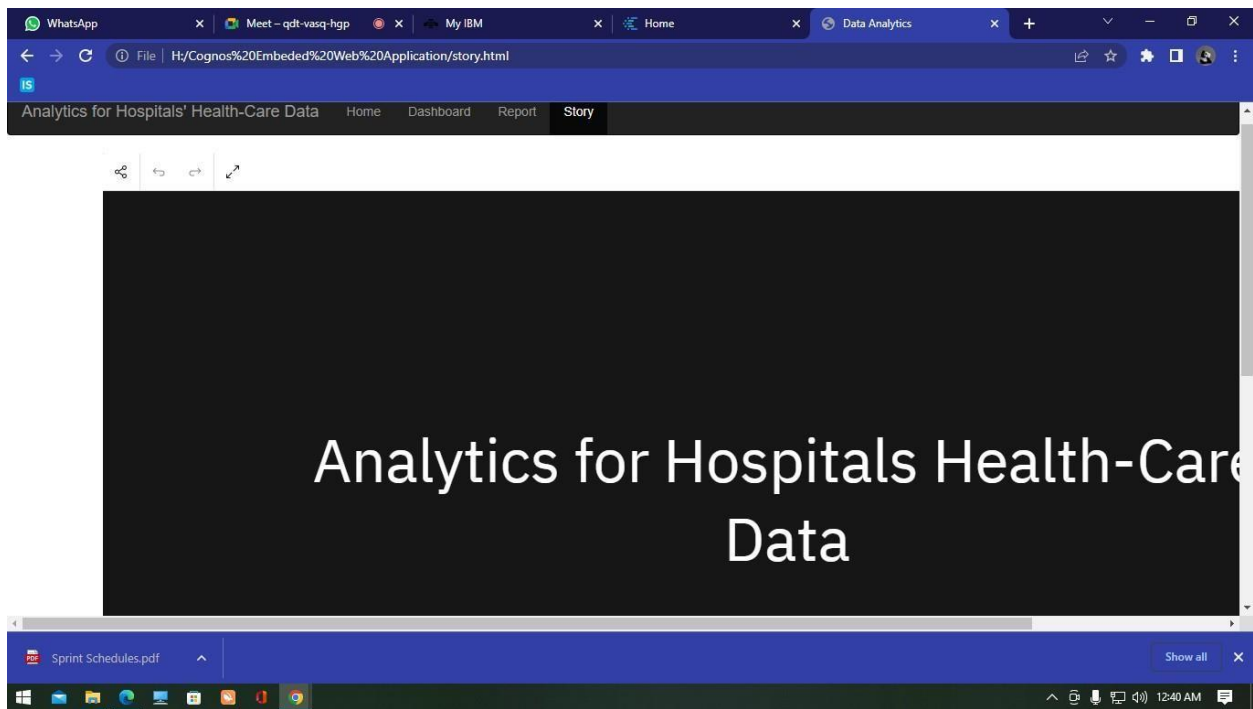 WhatsApp Meet – qdt-vasq-hgp My IBM Home Data Analytics
File H:/Cognos%20Embeded%20Web%20Application/story.html
IS
Analytics for Hospitals' Health-Care Data Home Dashboard Report Story
Analytics for Hospitals Health-Care
Data
Sprint Schedules.pdf Show all
12:40 AM